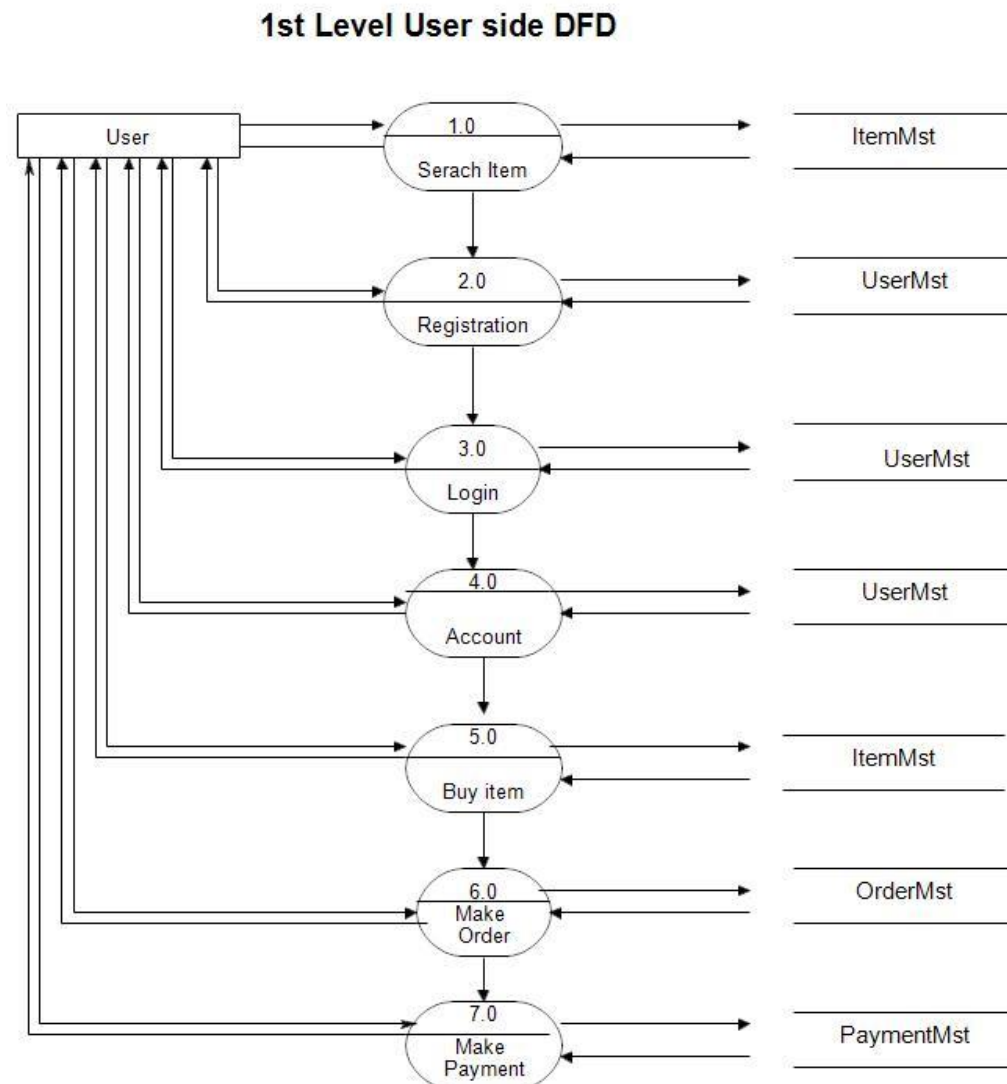 1st Level User side DFD
User
1.0
Serach Item
ItemMst
2.0
Registration
UserMst
3.0
Login
UserMst
4.0
Account
UserMst
5.0
Buy item
ItemMst
6.0
Make
Order
OrderMst
7.0
Make
Payment
PaymentMst